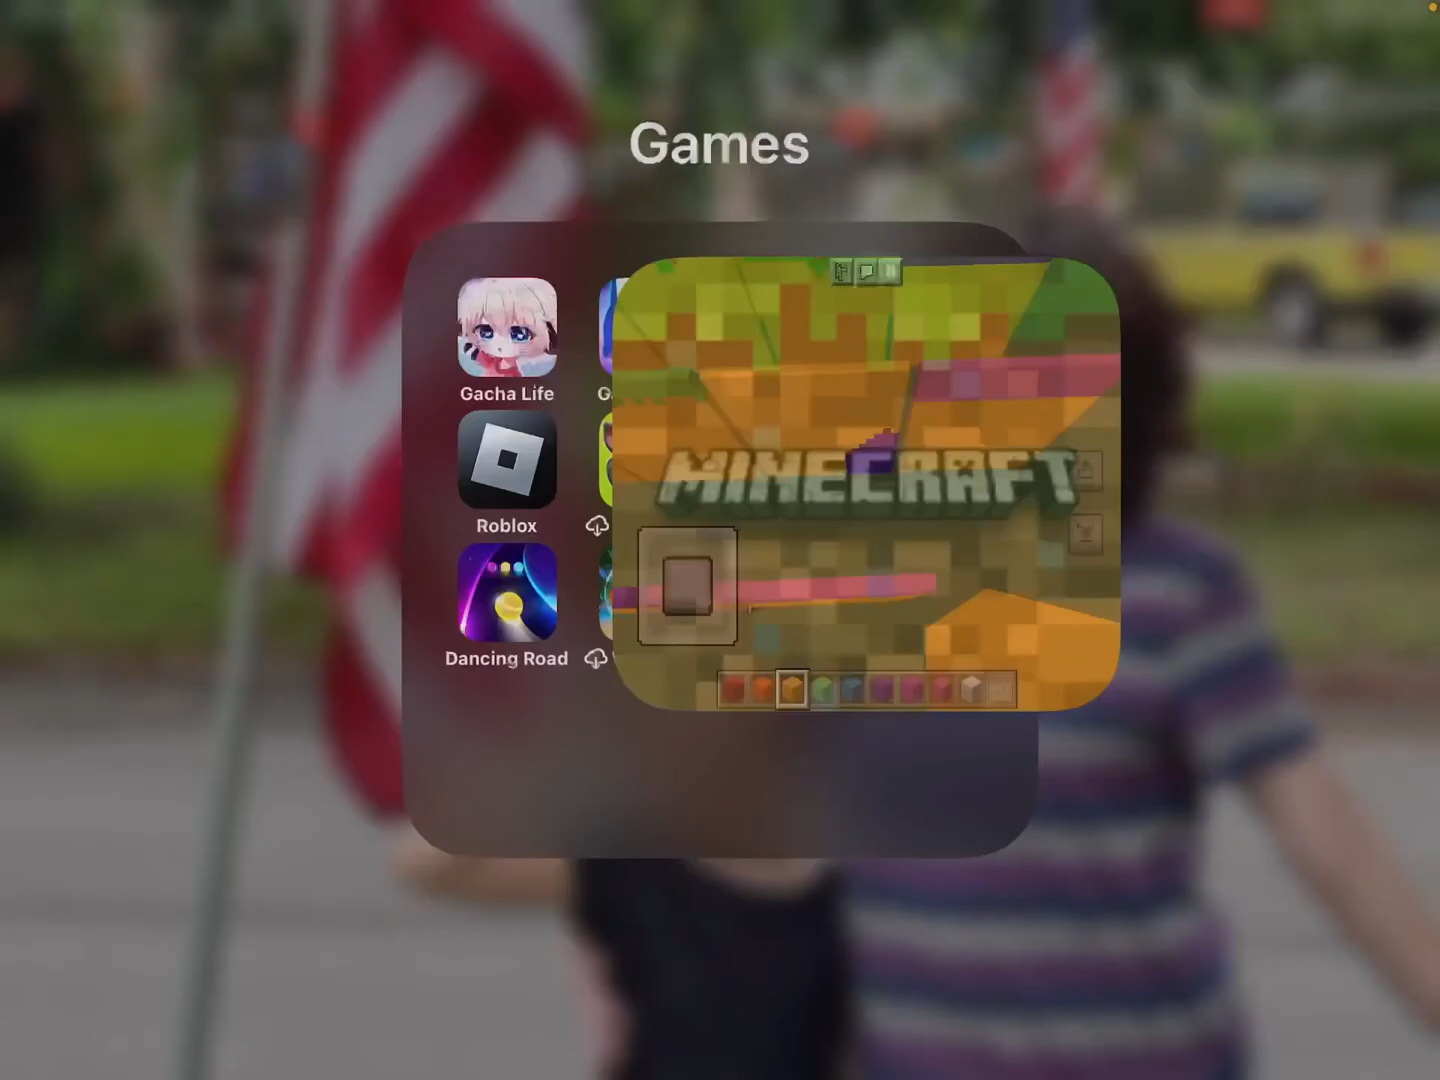 Games
Gacha Life
G
Roblox
Dancing Road
MINECRAFT